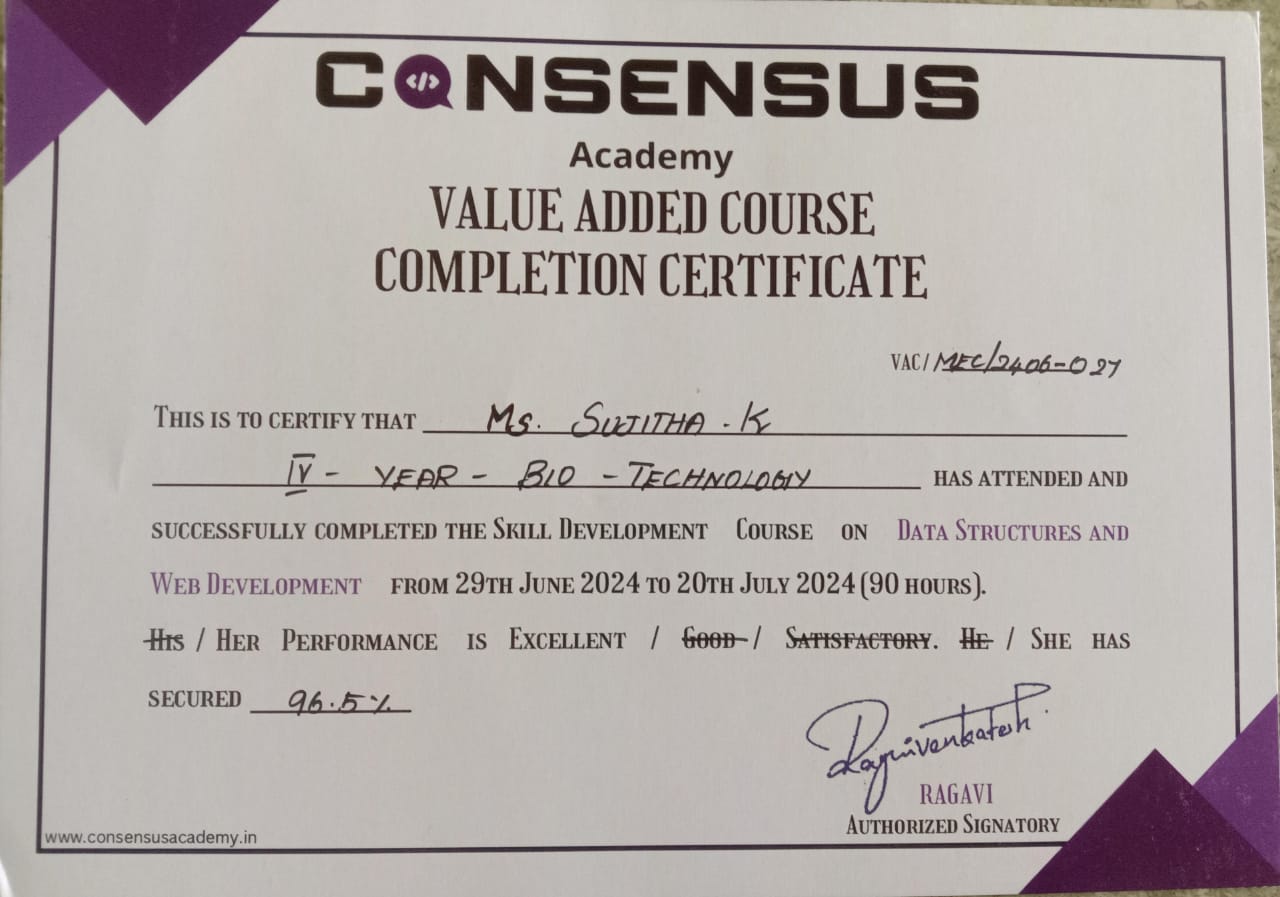 CONSENSUS
Academy
VALUE ADDED COURSE
COMPLETION CERTIFICATE
VAC/ MEC/2406-027
THIS IS TO CERTIFY THAT Ms. SUJITHA . K
IV - YEAR - BIO - TECHNOLOGY HAS ATTENDED AND
SUCCESSFULLY COMPLETED THE SKILL DEVELOPMENT COURSE ON DATA STRUCTURES AND
WEB DEVELOPMENT FROM 29TH JUNE 2024 TO 20TH JULY 2024 (90 HOURS).
HIS / HER PERFORMANCE IS EXCELLENT / GOOD / SATISFACTORY. HE / SHE HAS
SECURED 96.5%
RAGAVI
AUTHORIZED SIGNATORY
www.consensusacademy.in